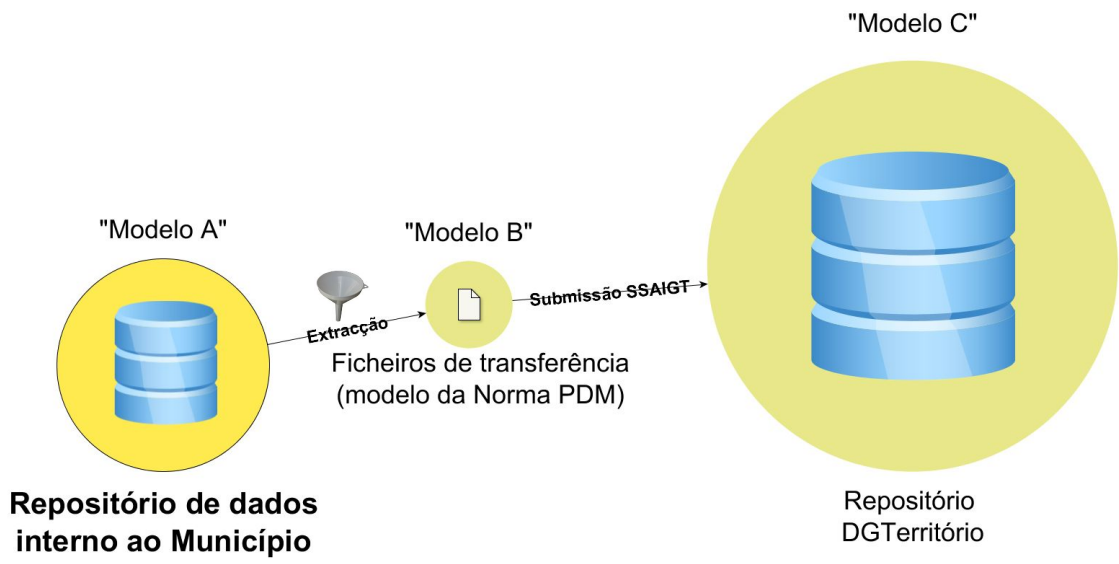 "Modelo C"
"Modelo A"
"Modelo B"
Extracção
Submissão SSAIGT
Ficheiros de transferência
(modelo da Norma PDM)
Repositório de dados
interno ao Município
Repositório
DGTerritório